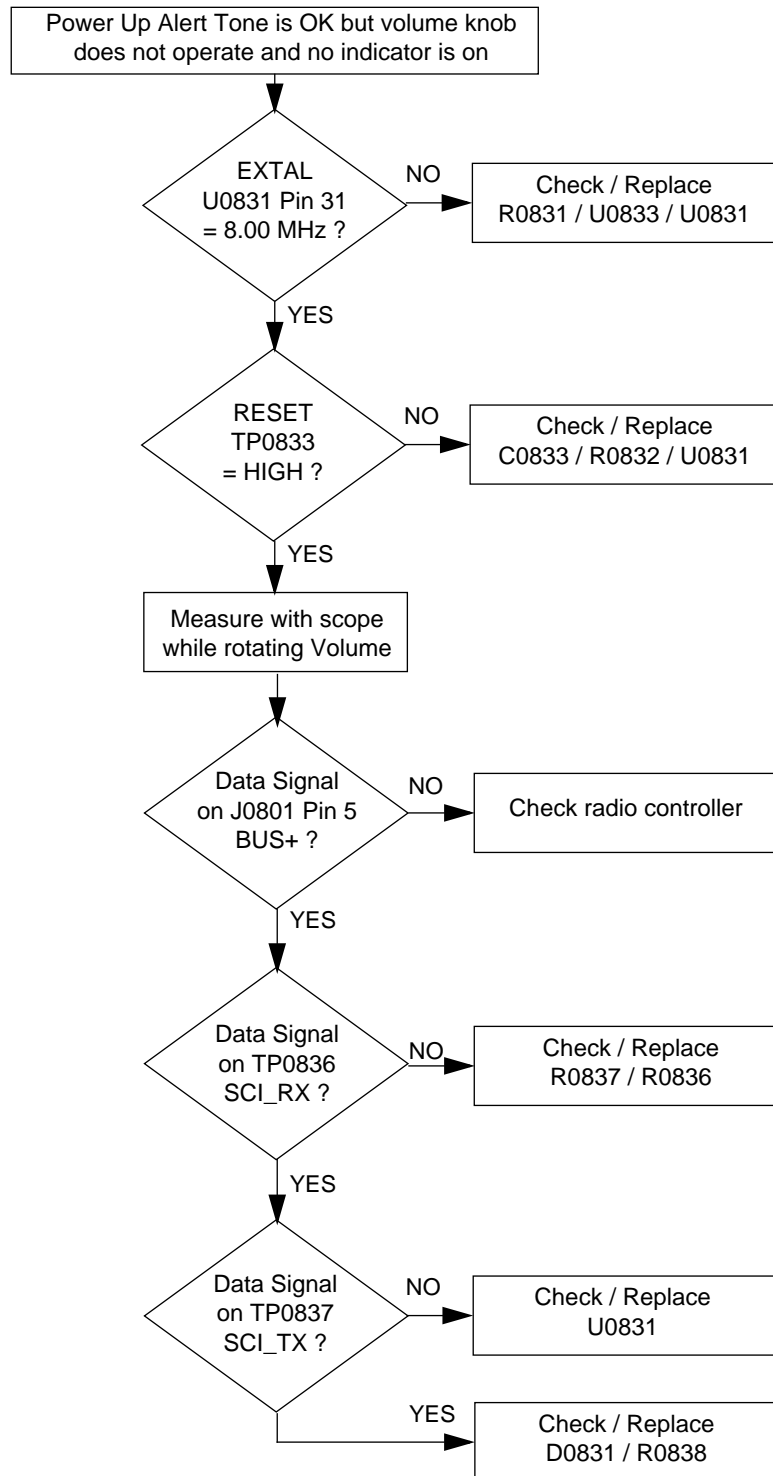 Power Up Alert Tone is OK but volume knob
does not operate and no indicator is on
EXTAL
U0831 Pin 31
= 8.00 MHz ?
NO
Check / Replace
R0831 / U0833 / U0831
YES
RESET
TP0833
= HIGH ?
NO
Check / Replace
C0833 / R0832 / U0831
YES
Measure with scope
while rotating Volume
Data Signal
on J0801 Pin 5
BUS+ ?
NO
Check radio controller
YES
Data Signal
on TP0836
SCI_RX ?
NO
Check / Replace
R0837 / R0836
YES
Data Signal
on TP0837
SCI_TX ?
NO
Check / Replace
U0831
YES
Check / Replace
D0831 / R0838